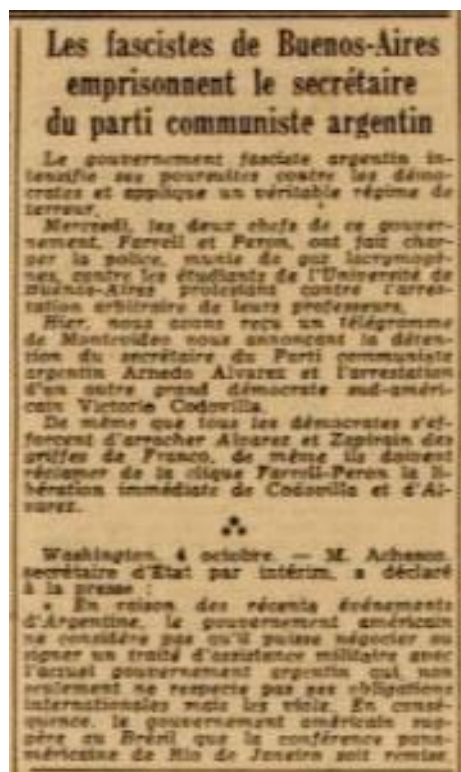 Les fascistes de Buenos-Aires
emprisonnent le secrétaire
du parti communiste argentin
Le gouvernement fasciste argentin in-
tensifie ses poursuites contre les démo-
crates et applique un véritable régime de
terreur.
Mercredi, les deux chefs de ce gouver-
nement, Farrell et Peron, ont fait char-
ger la police, munie de gaz lacrymogè-
nes, contre les étudiants de l'Université de
Buenos-Aires protestant contre l'arres-
tation arbitraire de leurs professeurs.
Hier, nous avons reçu un télégramme
de Montevideo nous annonçant la déten-
tion du secrétaire du Parti communiste
argentin Arnedo Alvarez et l'arrestation
d'un autre grand démocrate sud-améri-
cain Victorio Codovilla.
De même que tous les démocrates s'ef-
forcent d'arracher Alvarez et Zapirain des
griffes de Franco, de même ils doivent
réclamer de la clique Farrell-Peron la li-
bération immédiate de Codovilla et d'Al-
varez.
Washington, 4 octobre. — M. Acheson,
secrétaire d'Etat par intérim, a déclaré
à la presse :
« En raison des récents événements
d'Argentine, le gouvernement américain
ne considère pas qu'il puisse négocier ou
signer un traité d'assistance militaire avec
l'actuel gouvernement argentin qui, non
seulement ne respecte pas ses obligations
internationales mais les viole. En consé-
quence, le gouvernement américain sug-
gère au Brésil que la conférence pana-
méricaine de Rio de Janeiro soit remise